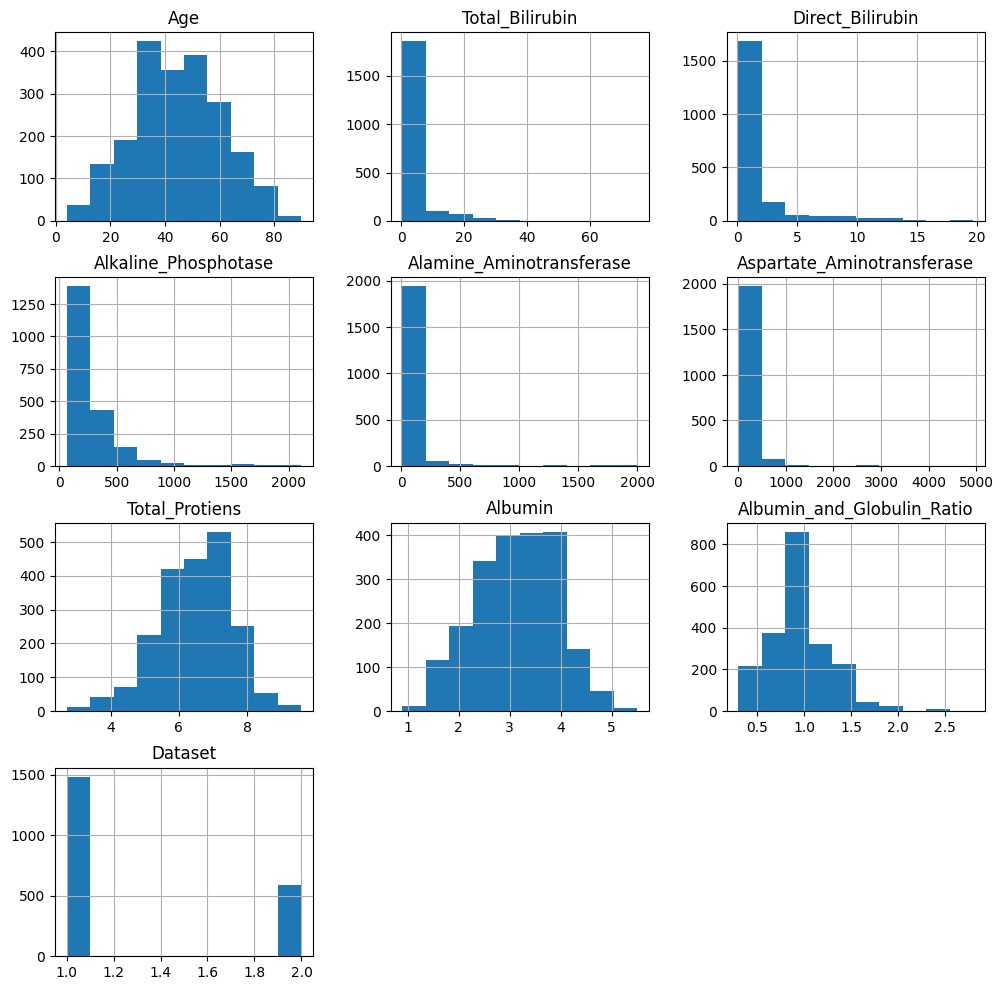 Age
400
300
200
100
0
0 20 40 60 80
Total_Bilirubin
1500
1000
500
0
0 20 40 60
Direct_Bilirubin
1500
1000
500
0
0 5 10 15 20
Alkaline_Phosphotase
1250
1000
750
500
250
0
0 500 1000 1500 2000
Alamine_Aminotransferase
2000
1500
1000
500
0
0 500 1000 1500 2000
Aspartate_Aminotransferase
2000
1500
1000
500
0
0 1000 2000 3000 4000 5000
Total_Protiens
500
400
300
200
100
0
4 6 8
Albumin
400
300
200
100
0
1 2 3 4 5
Albumin_and_Globulin_Ratio
800
600
400
200
0
0.5 1.0 1.5 2.0 2.5
Dataset
1500
1000
500
0
1.0 1.2 1.4 1.6 1.8 2.0